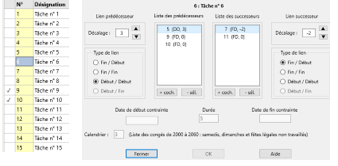 N° Désignation
1 Tâche n° 1
2 Tâche n° 2
3 Tâche n° 3
4 Tâche n° 4
5 Tâche n° 5
6 Tâche n° 6
7 Tâche n° 7
8 Tâche n° 8
✓ 9 Tâche n° 9
✓ 10 Tâche n° 10
11 Tâche n° 11
12 Tâche n° 12
13 Tâche n° 13
14 Tâche n° 14
15 Tâche n° 15
6 : Tâche n° 6
Lien prédécesseur
Décalage : 3
Type de lien
Fin / Début
Fin / Fin
Début / Début
Début / Fin
Liste des prédécesseurs
5 (DD, 3)
9 (FD, 0)
10 (FD, 0)
+ coch. - sél.
Liste des successeurs
7 (FD, -2)
11 (FD, 0)
+ coch. - sél.
Lien successeur
Décalage : -2
Type de lien
Fin / Début
Fin / Fin
Début / Début
Début / Fin
Date de début contrainte
Durée
5
Date de fin contrainte
Calendrier : 3 (Liste des congés de 2000 à 2060 : samedis, dimanches et fêtes légales non travaillés)
Fermer OK Aide